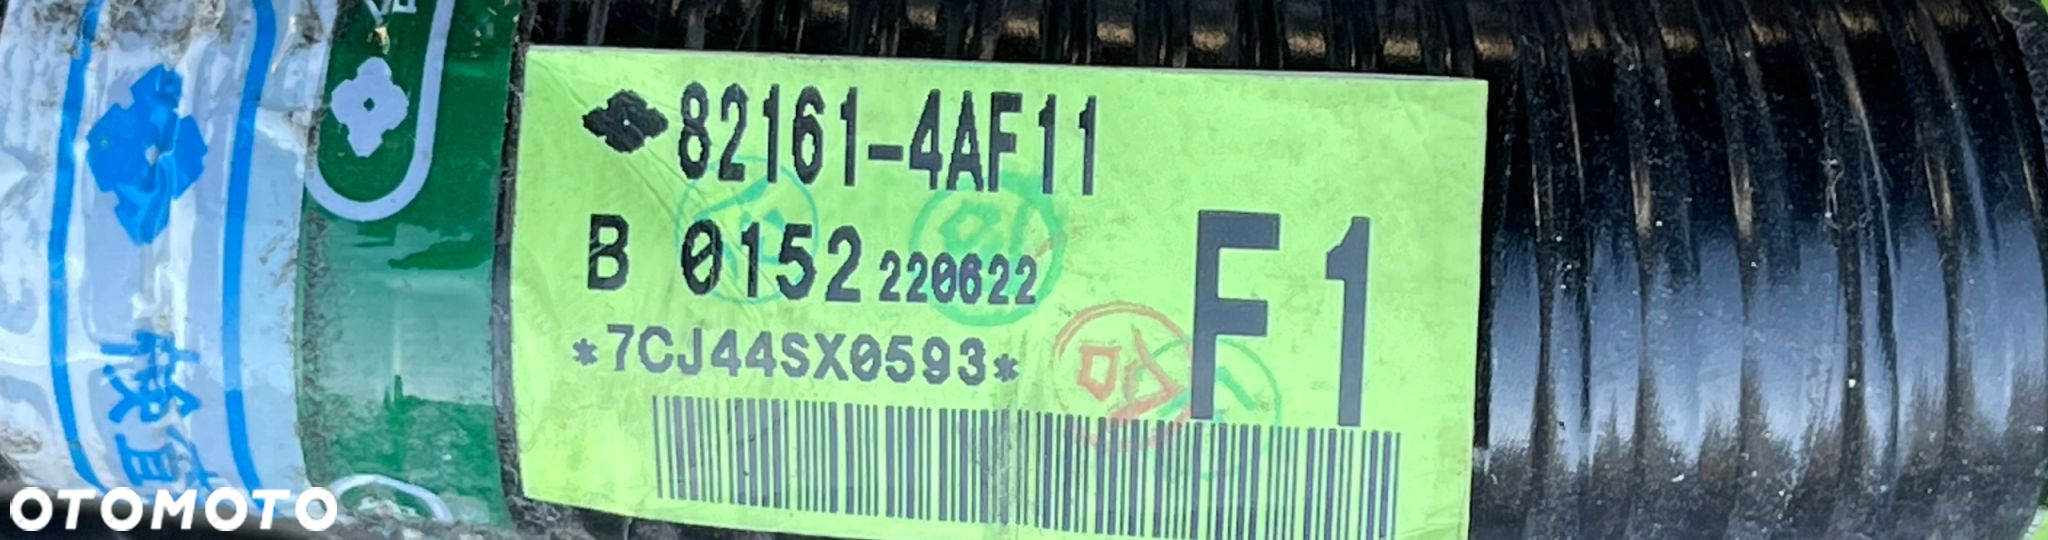 82161-4AF11
B 0152 220622
F1
*7CJ44SX0593*
OTOMOTO